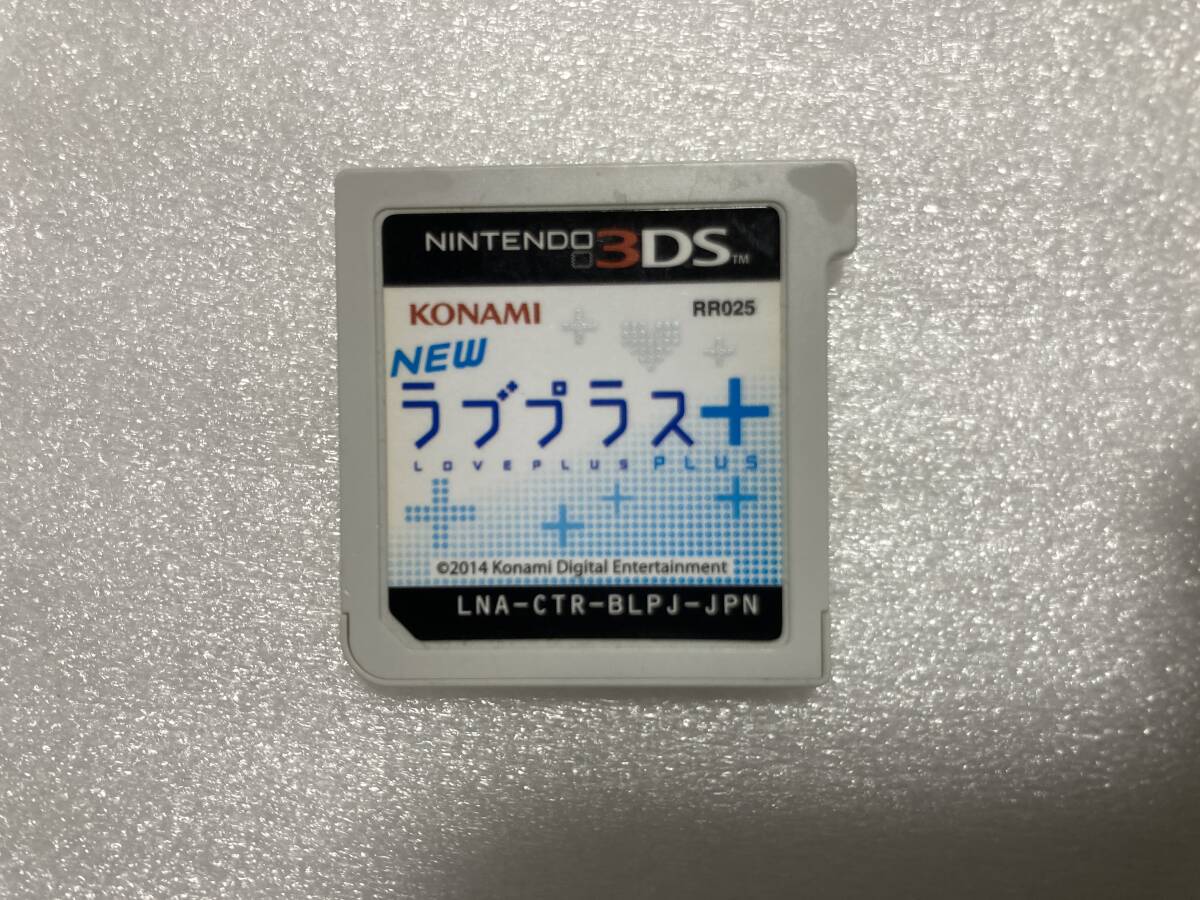 NINTENDO 3DS™
KONAMI RR025
NEW
ラブプラス+
LOVEPLUS PLUS
©2014 Konami Digital Entertainment
LNA-CTR-BLPJ-JPN